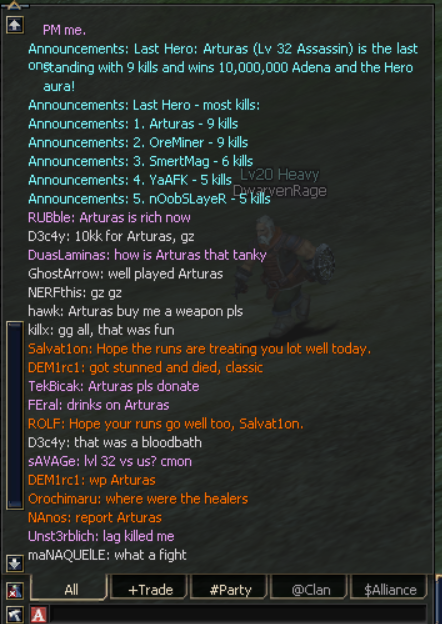 PM me.
Announcements: Last Hero: Arturas (Lv 32 Assassin) is the last
one standing with 9 kills and wins 10,000,000 Adena and the Hero
aura!
Announcements: Last Hero - most kills:
Announcements: 1. Arturas - 9 kills
Announcements: 2. OreMiner - 9 kills
Announcements: 3. SmertMag - 6 kills
Lv20 Heavy
Announcements: 4. YaAFK - 5 kills
DwarvenRage
Announcements: 5. nOobSLayeR - 5 kills
RUBble: Arturas is rich now
D3c4y: 10kk for Arturas, gz
DuasLaminas: how is Arturas that tanky
GhostArrow: well played Arturas
NERFthis: gz gz
hawk: Arturas buy me a weapon pls
killx: gg all, that was fun
Salvat1on: Hope the runs are treating you lot well today.
DEM1rc1: got stunned and died, classic
TekBicak: Arturas pls donate
FEral: drinks on Arturas
ROLF: Hope your runs go well too, Salvat1on.
D3c4y: that was a bloodbath
sAVAGe: lvl 32 vs us? cmon
DEM1rc1: wp Arturas
Orochimaru: where were the healers
NAnos: report Arturas
Unst3rblich: lag killed me
maNAQUElLE: what a fight
All +Trade #Party @Clan $Alliance
A